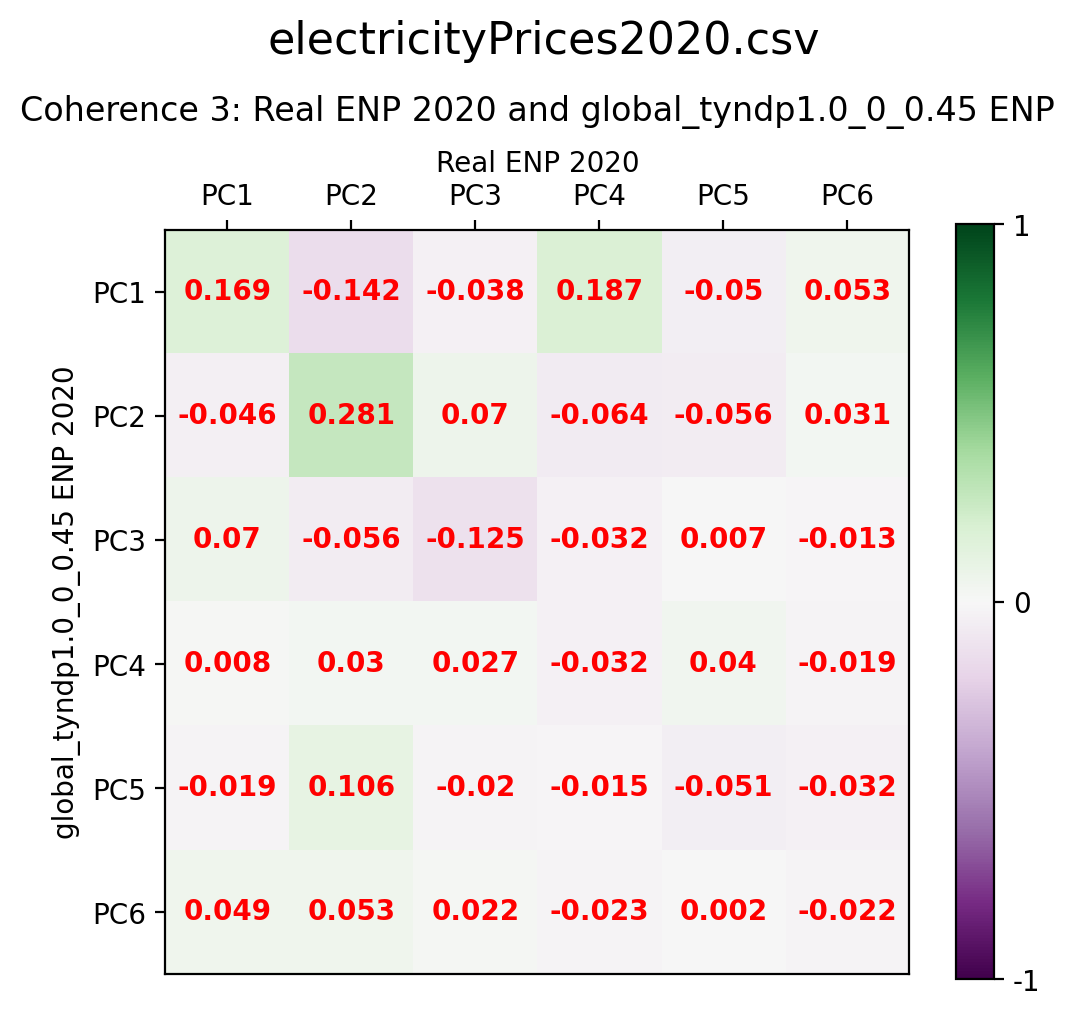 electricityPrices2020.csv
Coherence 3: Real ENP 2020 and global_tyndp1.0_0_0.45 ENP
Real ENP 2020
PC1 PC2 PC3 PC4 PC5 PC6
global_tyndp1.0_0_0.45 ENP 2020
PC1 0.169 -0.142 -0.038 0.187 -0.05 0.053
PC2 -0.046 0.281 0.07 -0.064 -0.056 0.031
PC3 0.07 -0.056 -0.125 -0.032 0.007 -0.013
PC4 0.008 0.03 0.027 -0.032 0.04 -0.019
PC5 -0.019 0.106 -0.02 -0.015 -0.051 -0.032
PC6 0.049 0.053 0.022 -0.023 0.002 -0.022
1
0
-1